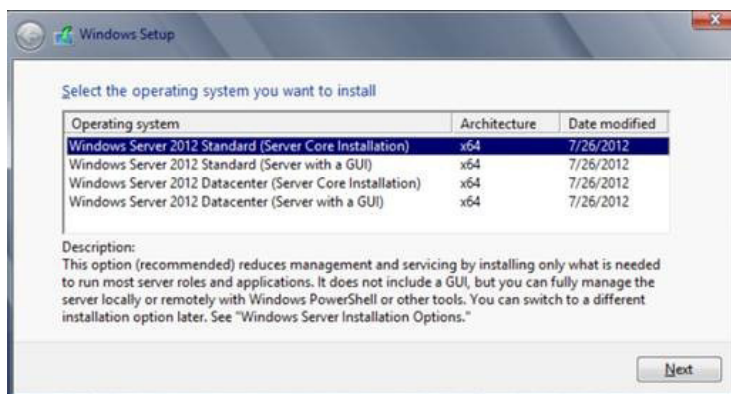 Windows Setup
Select the operating system you want to install
Operating system Architecture Date modified
Windows Server 2012 Standard (Server Core Installation) x64 7/26/2012
Windows Server 2012 Standard (Server with a GUI) x64 7/26/2012
Windows Server 2012 Datacenter (Server Core Installation) x64 7/26/2012
Windows Server 2012 Datacenter (Server with a GUI) x64 7/26/2012
Description:
This option (recommended) reduces management and servicing by installing only what is needed
to run most server roles and applications. It does not include a GUI, but you can fully manage the
server locally or remotely with Windows PowerShell or other tools. You can switch to a different
installation option later. See "Windows Server Installation Options."
Next